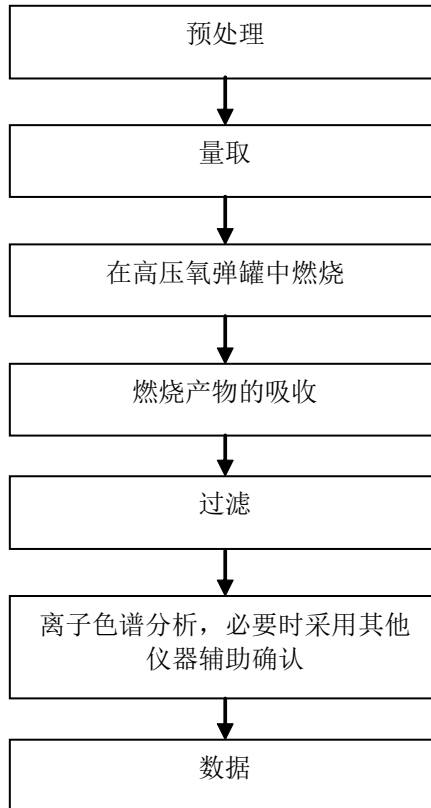 预处理
量取
在高压氧弹罐中燃烧
燃烧产物的吸收
过滤
离子色谱分析，必要时采用其他
仪器辅助确认
数据